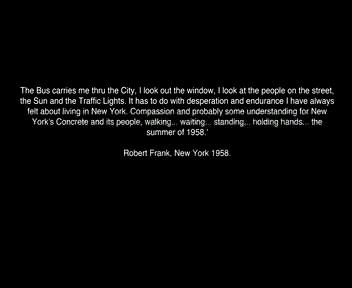 The Bus carries me thru the City, I look out the window, I look at the people on the street,
the Sun and the Traffic Lights. It has to do with desperation and endurance I have always
felt about living in New York. Compassion and probably some understanding for New
York's Concrete and its people, walking... waiting... standing... holding hands... the
summer of 1958.'
Robert Frank, New York 1958.